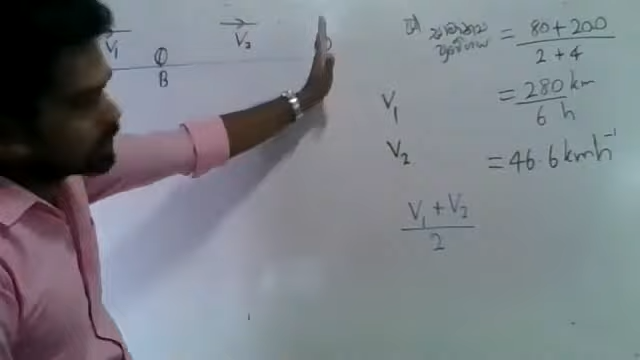 V₁ V₂
B
= 80 + 200 / 2 + 4
V₁ = 280 km / 6 h
V₂ = 46.6 kmh⁻¹
V₁ + V₂ / 2